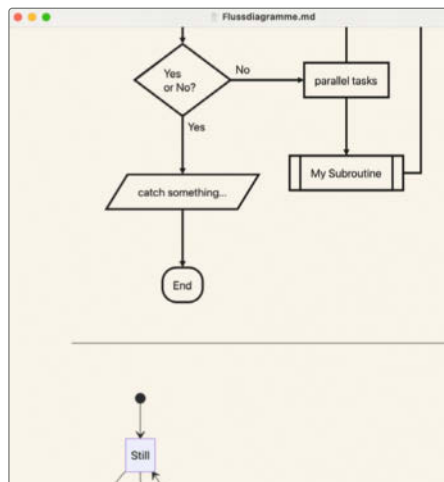 Flussdiagramme.md
Yes
or No?
No
parallel tasks
Yes
My Subroutine
catch something...
End
Still